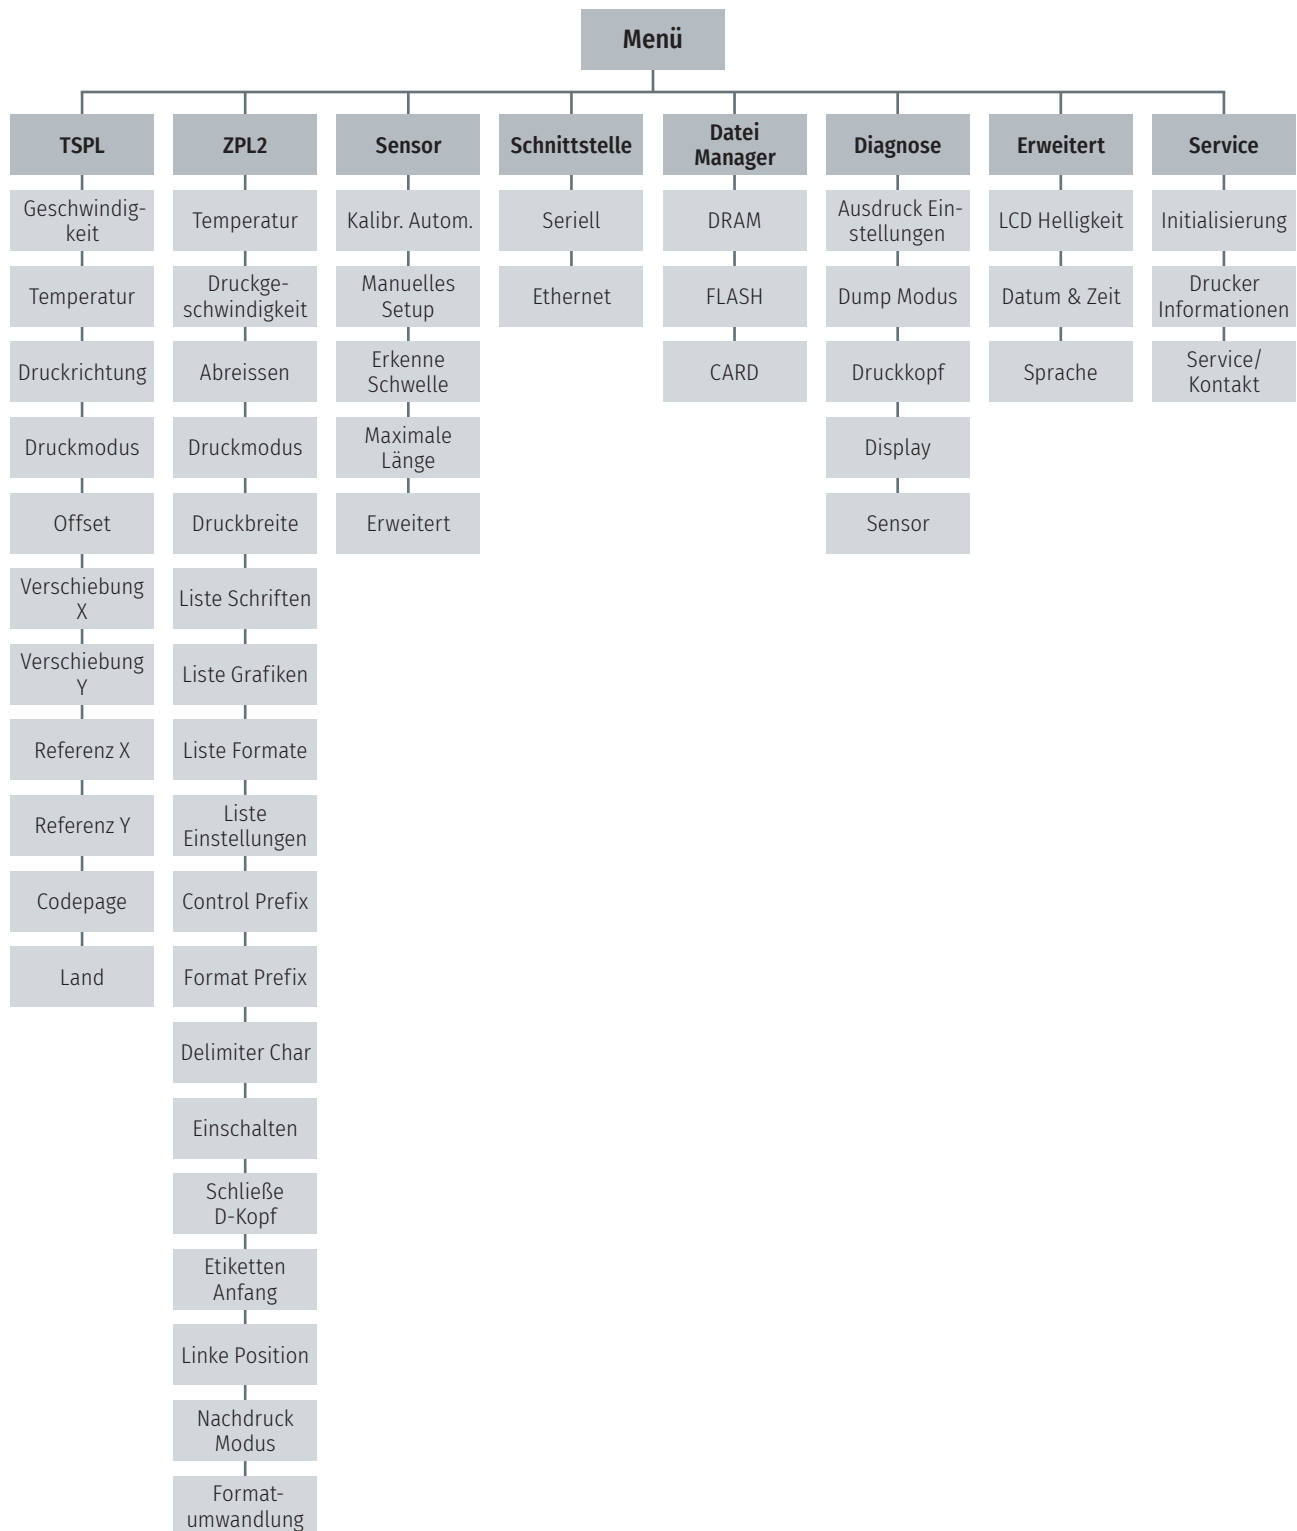 Menü
TSPL
Geschwindig-
keit
Temperatur
Druckrichtung
Druckmodus
Offset
Verschiebung
X
Verschiebung
Y
Referenz X
Referenz Y
Codepage
Land
ZPL2
Temperatur
Druckge-
schwindigkeit
Abreissen
Druckmodus
Druckbreite
Liste Schriften
Liste Grafiken
Liste Formate
Liste
Einstellungen
Control Prefix
Format Prefix
Delimiter Char
Einschalten
Schließe
D-Kopf
Etiketten
Anfang
Linke Position
Nachdruck
Modus
Format-
umwandlung
Sensor
Kalibr. Autom.
Manuelles
Setup
Erkenne
Schwelle
Maximale
Länge
Erweitert
Schnittstelle
Seriell
Ethernet
Datei
Manager
DRAM
FLASH
CARD
Diagnose
Ausdruck Ein-
stellungen
Dump Modus
Druckkopf
Display
Sensor
Erweitert
LCD Helligkeit
Datum & Zeit
Sprache
Service
Initialisierung
Drucker
Informationen
Service/
Kontakt